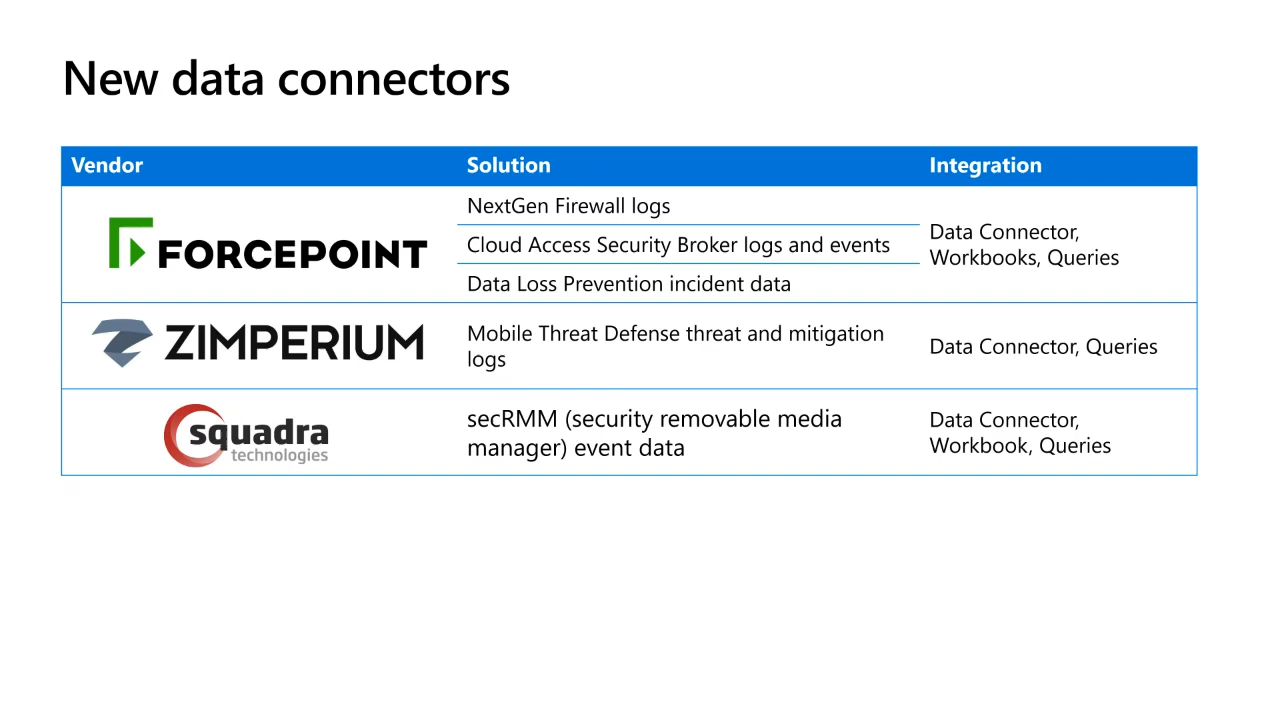 New data connectors
Vendor Solution Integration
FORCEPOINT
NextGen Firewall logs
Cloud Access Security Broker logs and events
Data Loss Prevention incident data
Data Connector,
Workbooks, Queries
ZIMPERIUM
Mobile Threat Defense threat and mitigation
logs
Data Connector, Queries
squadra
technologies
secRMM (security removable media
manager) event data
Data Connector,
Workbook, Queries